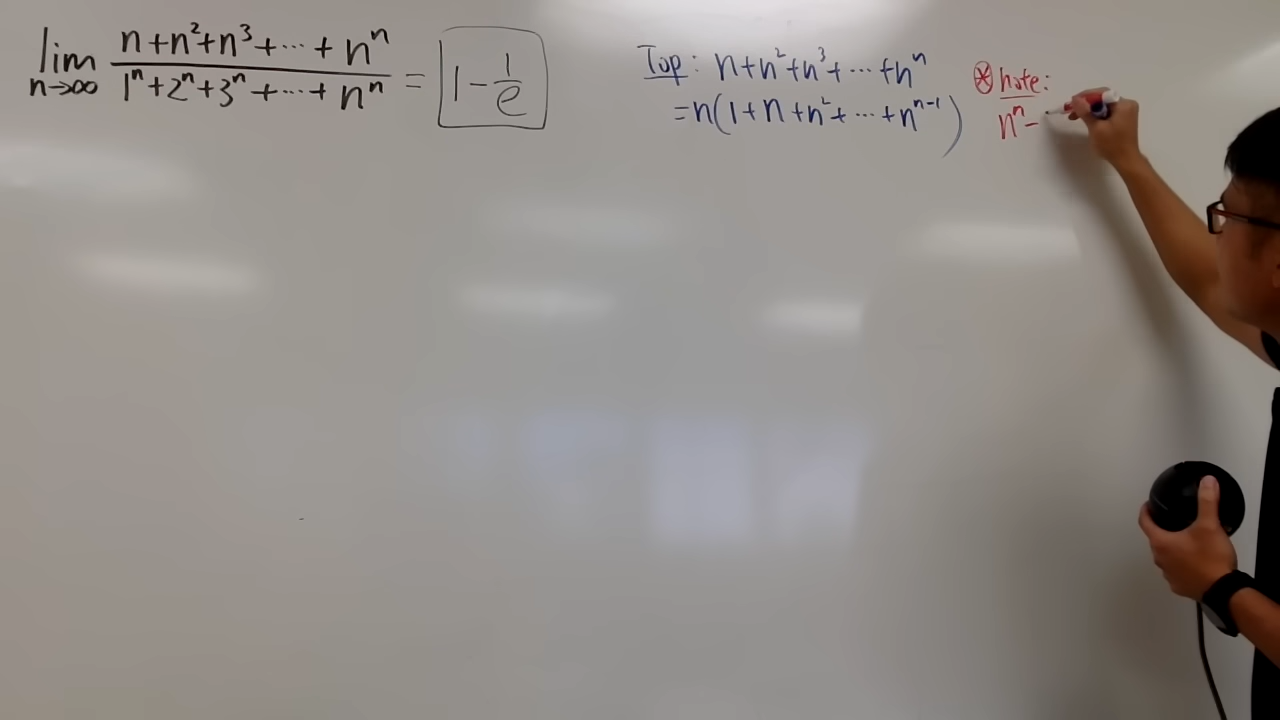 lim n→∞ (n+n²+n³+⋯+nⁿ)/(1ⁿ+2ⁿ+3ⁿ+⋯+nⁿ) = 1 - 1/e
Top: n+n²+n³+⋯+nⁿ
=n(1+n+n²+⋯+nⁿ⁻¹)
⊛ note:
nⁿ-